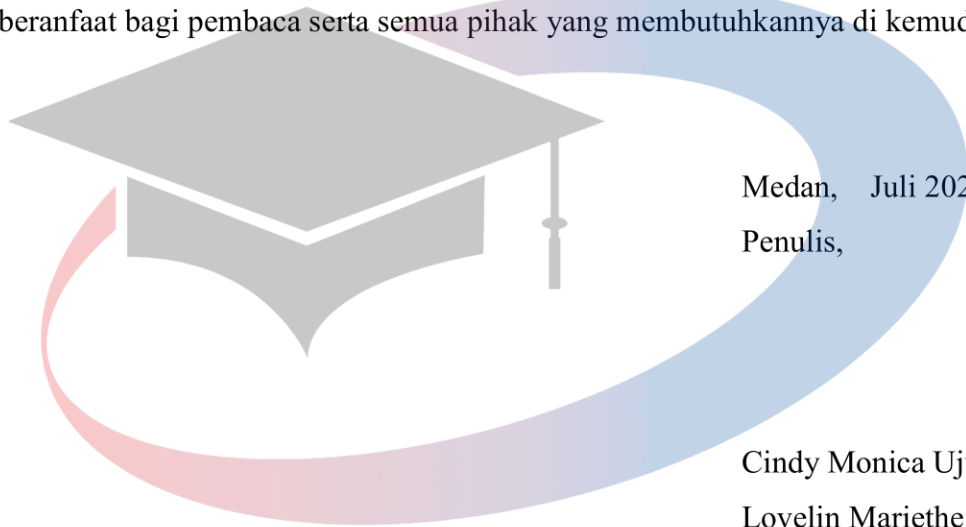 beranfaat bagi pembaca serta semua pihak yang membutuhkannya di kemud
Medan, Juli 202
Penulis,
Cindy Monica Uj
Lovelin Mariethe